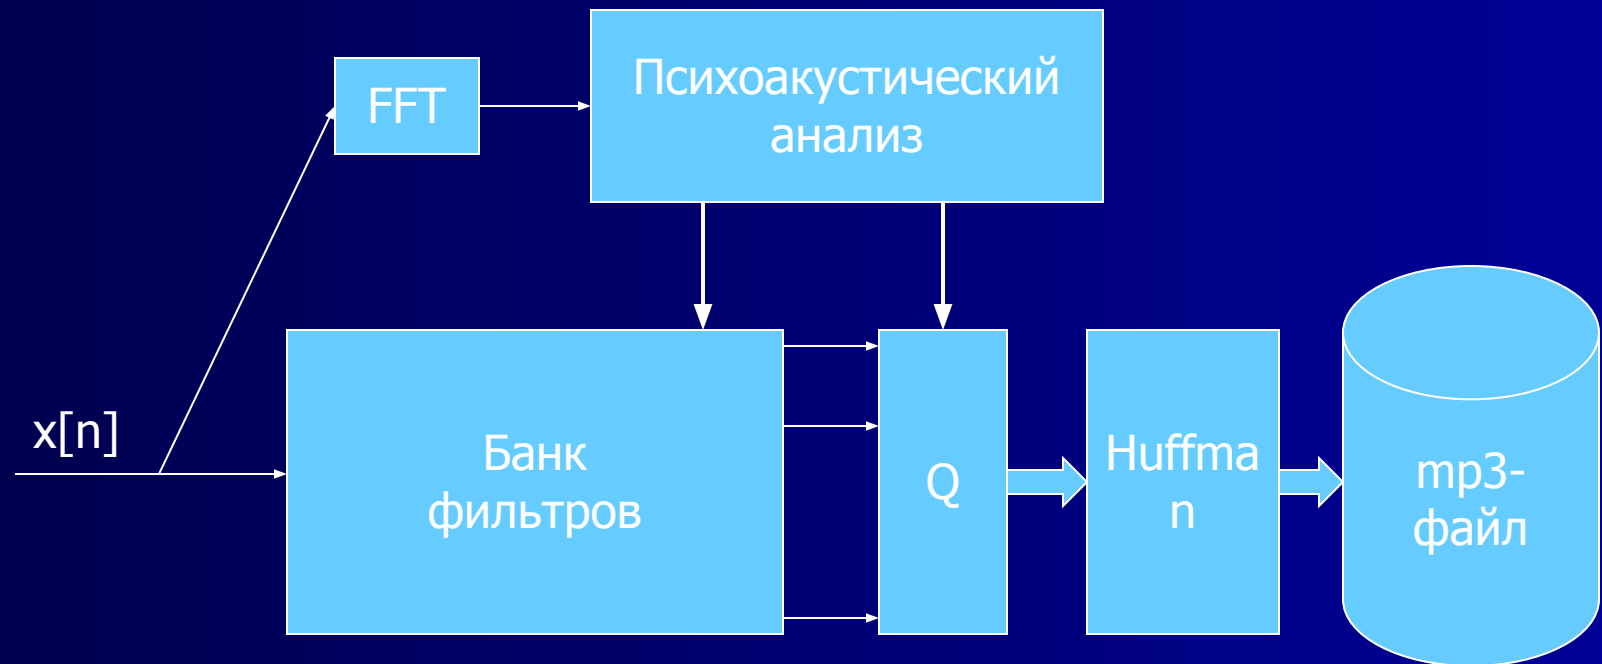 Психоакустический
анализ
FFT
x[n]
Банк
фильтров
Q
Huffma
n
mp3-
файл